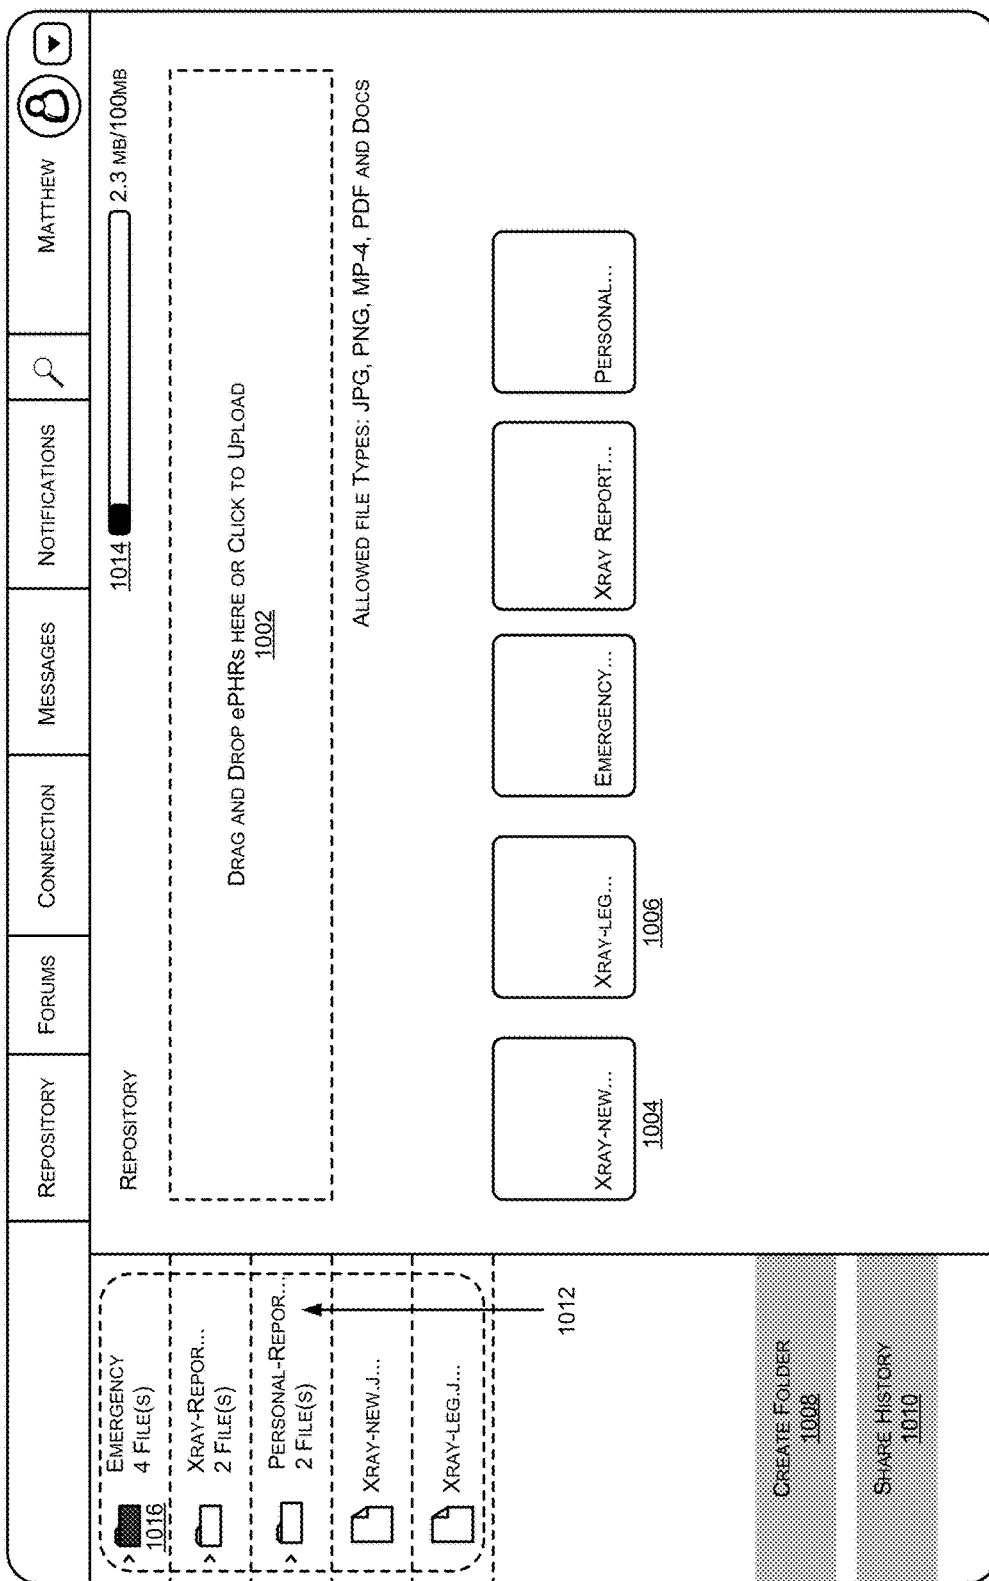 REPOSITORY
FORUMS
CONNECTION
MESSAGES
NOTIFICATIONS
MATTHEW
EMERGENCY
4 FILE(S)
1016
XRAY-REPOR...
2 FILE(S)
PERSONAL-REPOR...
2 FILE(S)
XRAY-NEW.J...
XRAY-LEG.J...
1012
CREATE FOLDER
1008
SHARE HISTORY
1010
REPOSITORY
1014
2.3 MB/100MB
DRAG AND DROP ePHRS HERE OR CLICK TO UPLOAD
1002
ALLOWED FILE TYPES: JPG, PNG, MP-4, PDF AND DOCS
XRAY-NEW...
XRAY-LEG...
EMERGENCY...
XRAY REPORT...
PERSONAL...
1004
1006